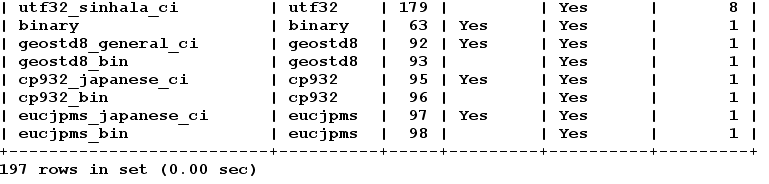 | utf32_sinhala_ci | utf32 | 179 | | Yes | 8 |
| binary | binary | 63 | Yes | Yes | 1 |
| geostd8_general_ci | geostd8 | 92 | Yes | Yes | 1 |
| geostd8_bin | geostd8 | 93 | | Yes | 1 |
| cp932_japanese_ci | cp932 | 95 | Yes | Yes | 1 |
| cp932_bin | cp932 | 96 | | Yes | 1 |
| eucjpms_japanese_ci | eucjpms | 97 | Yes | Yes | 1 |
| eucjpms_bin | eucjpms | 98 | | Yes | 1 |
+--------------------------+----------+-----+---------+----------+---------+
197 rows in set (0.00 sec)